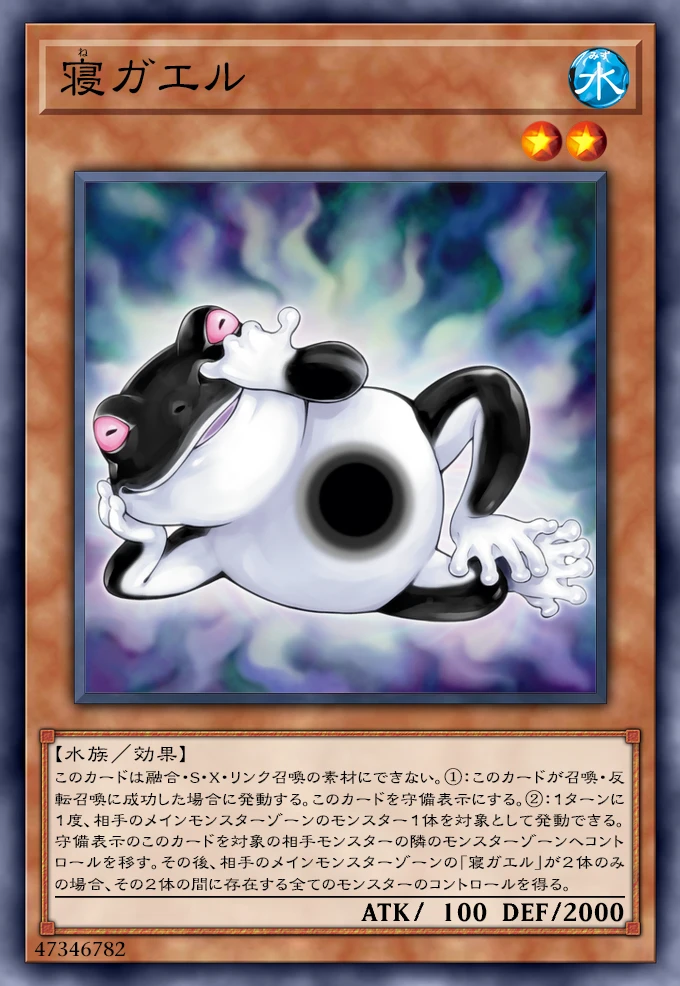 ね
寝ガエル
みず
水
【水族／効果】
このカードは融合・S・X・リンク召喚の素材にできない。①：このカードが召喚・反
転召喚に成功した場合に発動する。このカードを守備表示にする。②：1ターンに
1度、相手のメインモンスターゾーンのモンスター1体を対象として発動できる。
守備表示のこのカードを対象の相手モンスターの隣のモンスターゾーンへコント
ロールを移す。その後、相手のメインモンスターゾーンの「寝ガエル」が2体のみ
の場合、その2体の間に存在する全てのモンスターのコントロールを得る。
ATK/ 100 DEF/2000
47346782